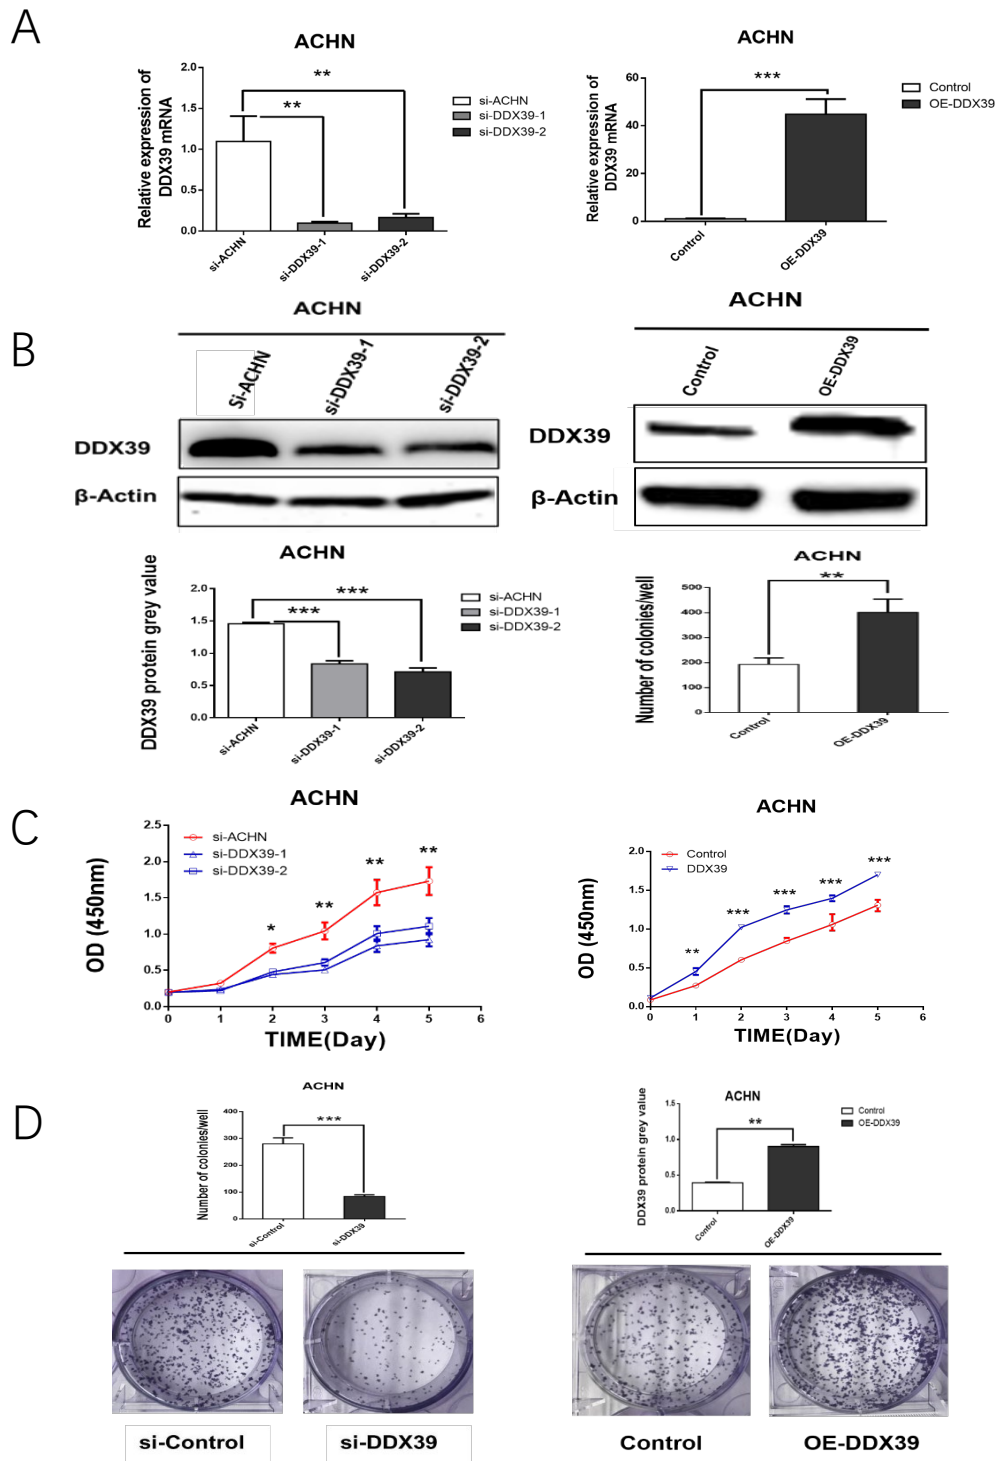 A
ACHN
Relative expression of
DDX39 mRNA
2.0
1.5
1.0
0.5
0.0
**
**
si-ACHN
si-DDX39-1
si-DDX39-2
si-ACHN
si-DDX39-1
si-DDX39-2
ACHN
Relative expression of
DDX39 mRNA
60
40
20
0
***
Control
OE-DDX39
Control
OE-DDX39
B
ACHN
Si-ACHN
si-DDX39-1
si-DDX39-2
DDX39
β-Actin
ACHN
Control
OE-DDX39
DDX39
β-Actin
ACHN
DDX39 protein grey value
2.0
1.5
1.0
0.5
0.0
***
***
si-ACHN
si-DDX39-1
si-DDX39-2
si-ACHN
si-DDX39-1
si-DDX39-2
ACHN
Number of colonies/well
500
400
300
200
100
0
**
Control
OE-DDX39
C
ACHN
OD (450nm)
2.5
2.0
1.5
1.0
0.5
0.0
si-ACHN
si-DDX39-1
si-DDX39-2
*
**
**
**
0 1 2 3 4 5 6
TIME(Day)
ACHN
OD (450nm)
2.0
1.5
1.0
0.5
0.0
Control
DDX39
**
***
***
***
***
0 1 2 3 4 5 6
TIME(Day)
D
ACHN
Number of colonies/well
400
300
200
100
0
***
si-Control
si-DDX39
ACHN
DDX39 protein grey value
1.5
1.0
0.5
0.0
**
Control
OE-DDX39
Control
OE-DDX39
si-Control
si-DDX39
Control
OE-DDX39